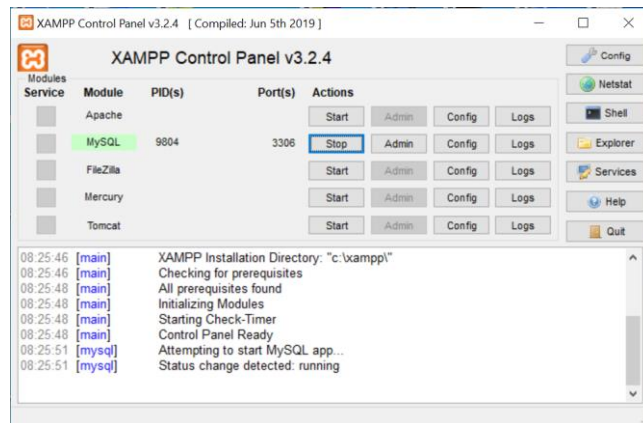 XAMPP Control Panel v3.2.4 [ Compiled: Jun 5th 2019 ]
XAMPP Control Panel v3.2.4
Config
Modules
Service Module PID(s) Port(s) Actions
Netstat
Apache Start Admin Config Logs
Shell
MySQL 9804 3306 Stop Admin Config Logs
Explorer
FileZilla Start Admin Config Logs
Services
Mercury Start Admin Config Logs
Help
Tomcat Start Admin Config Logs
Quit
08:25:46 [main] XAMPP Installation Directory: "c:\xampp\"
08:25:46 [main] Checking for prerequisites
08:25:48 [main] All prerequisites found
08:25:48 [main] Initializing Modules
08:25:48 [main] Starting Check-Timer
08:25:48 [main] Control Panel Ready
08:25:51 [mysql] Attempting to start MySQL app...
08:25:51 [mysql] Status change detected: running